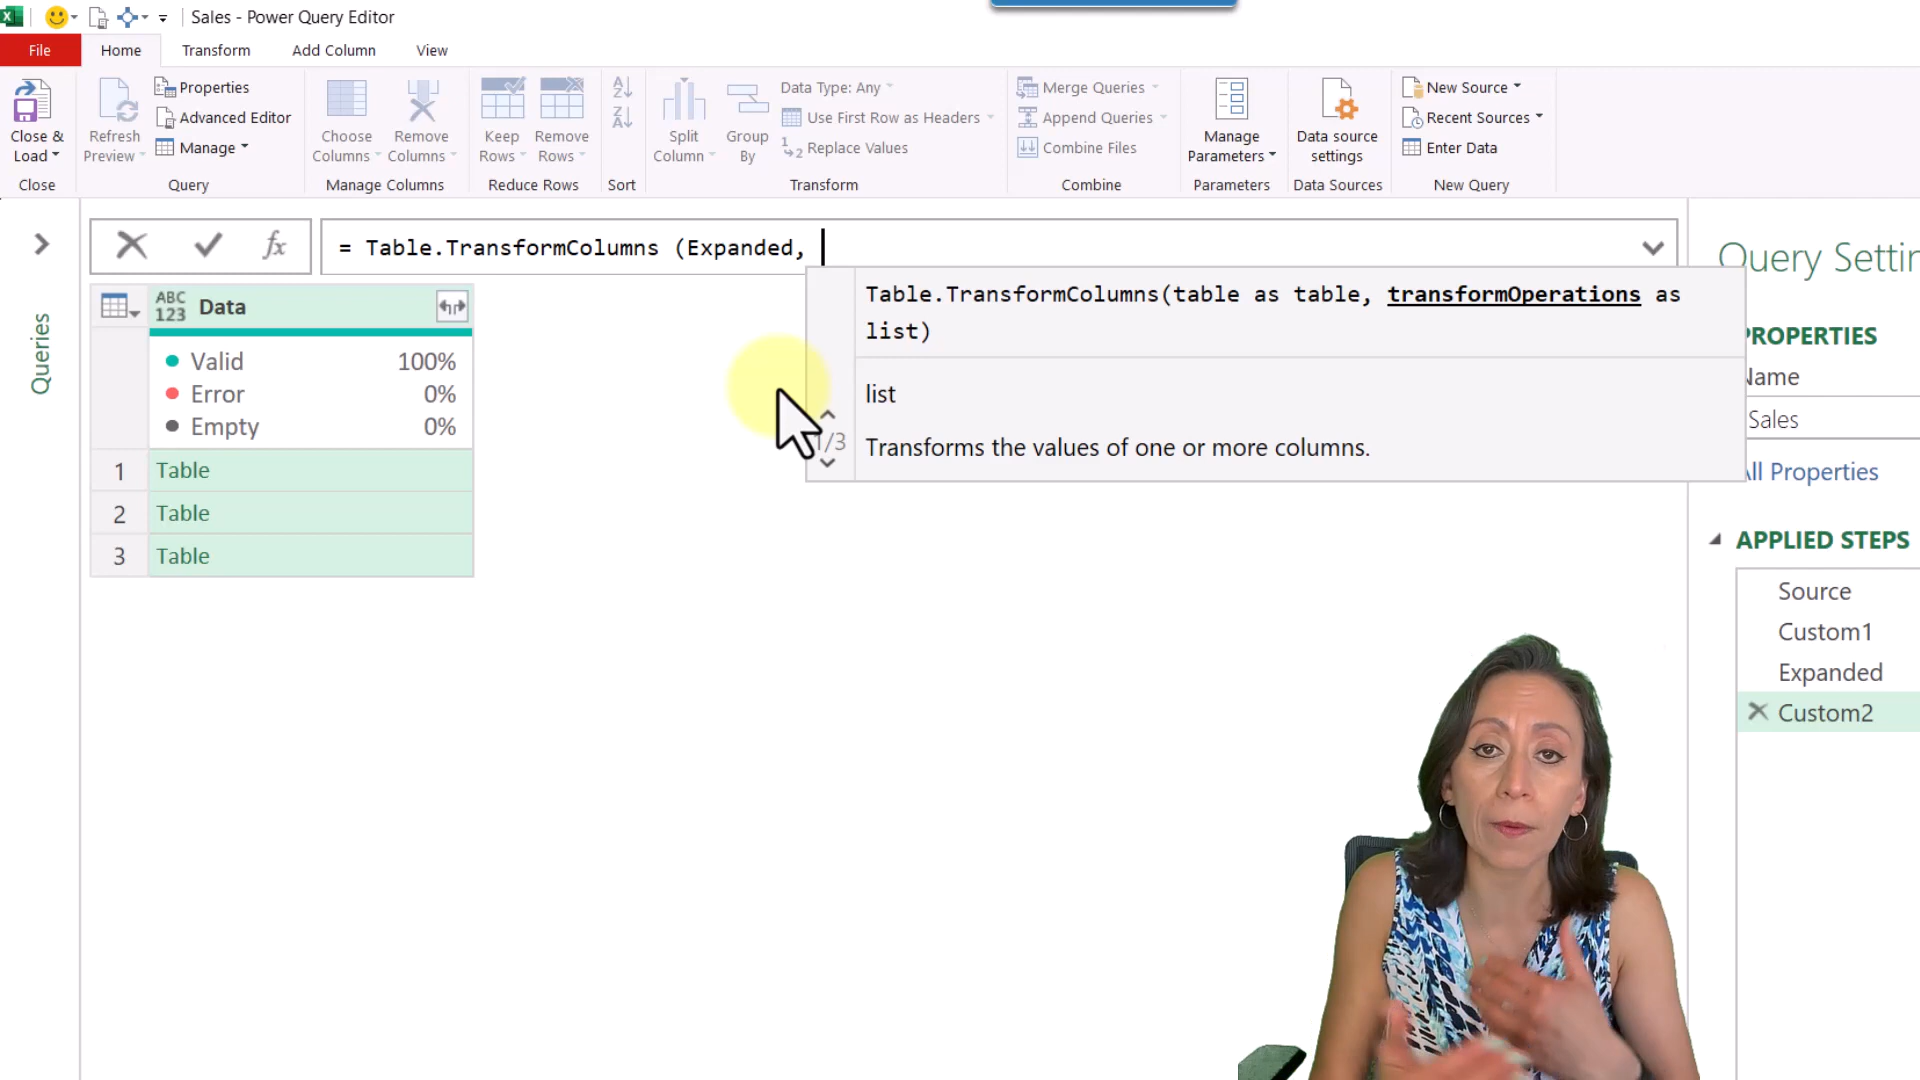 Sales - Power Query Editor
File Home Transform Add Column View
Close & Load
Refresh Preview
Properties
Advanced Editor
Manage
Choose Columns
Remove Columns
Keep Rows
Remove Rows
Split Column
Group By
Data Type: Any
Use First Row as Headers
Replace Values
Merge Queries
Append Queries
Combine Files
Manage Parameters
Data source settings
New Source
Recent Sources
Enter Data
Close Query Manage Columns Reduce Rows Sort Transform Combine Parameters Data Sources New Query
fx = Table.TransformColumns (Expanded,
Table.TransformColumns(table as table, transformOperations as
list)
list
1/3
Transforms the values of one or more columns.
Queries
ABC
123
Data
Valid 100%
Error 0%
Empty 0%
1 Table
2 Table
3 Table
Query
PROPERTIES
Name
Sales
All Properties
APPLIED STEPS
Source
Custom1
Expanded
Custom2